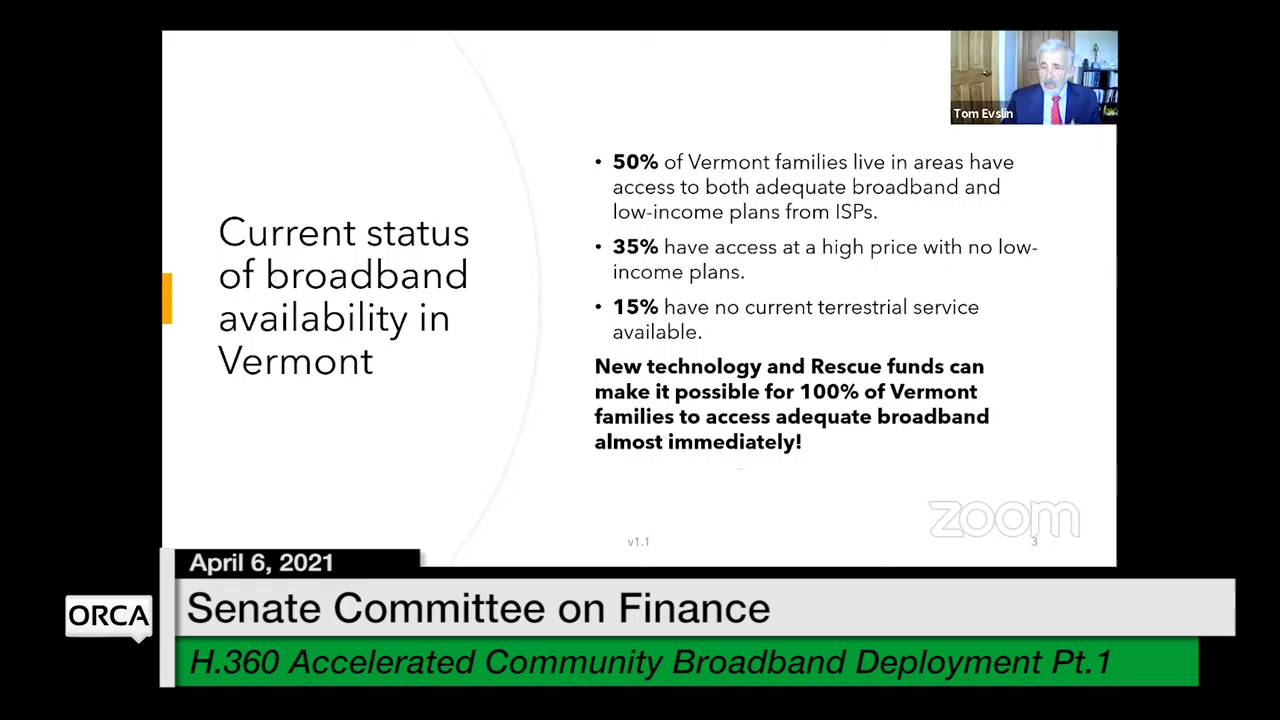 Tom Evslin
Current status
of broadband
availability in
Vermont
• 50% of Vermont families live in areas have
access to both adequate broadband and
low-income plans from ISPs.
• 35% have access at a high price with no low-
income plans.
• 15% have no current terrestrial service
available.
New technology and Rescue funds can
make it possible for 100% of Vermont
families to access adequate broadband
almost immediately!
zoom
v1.1
3
April 6, 2021
ORCA
Senate Committee on Finance
H.360 Accelerated Community Broadband Deployment Pt.1